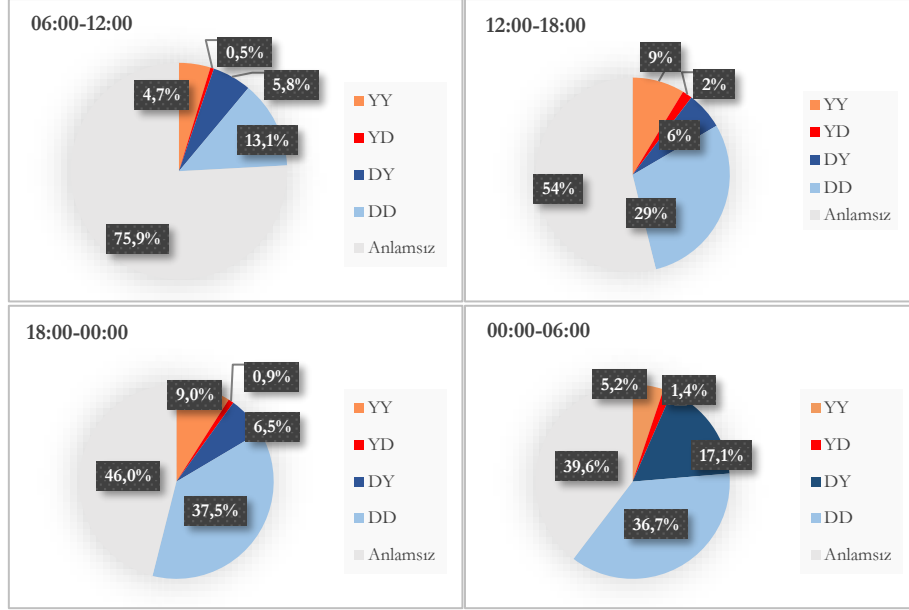 06:00-12:00
0,5%
4,7%
5,8%
13,1%
75,9%
YY
YD
DY
DD
Anlamsız
12:00-18:00
9%
2%
6%
54%
29%
YY
YD
DY
DD
Anlamsız
18:00-00:00
0,9%
9,0%
6,5%
46,0%
37,5%
YY
YD
DY
DD
Anlamsız
00:00-06:00
5,2%
1,4%
17,1%
39,6%
36,7%
YY
YD
DY
DD
Anlamsız